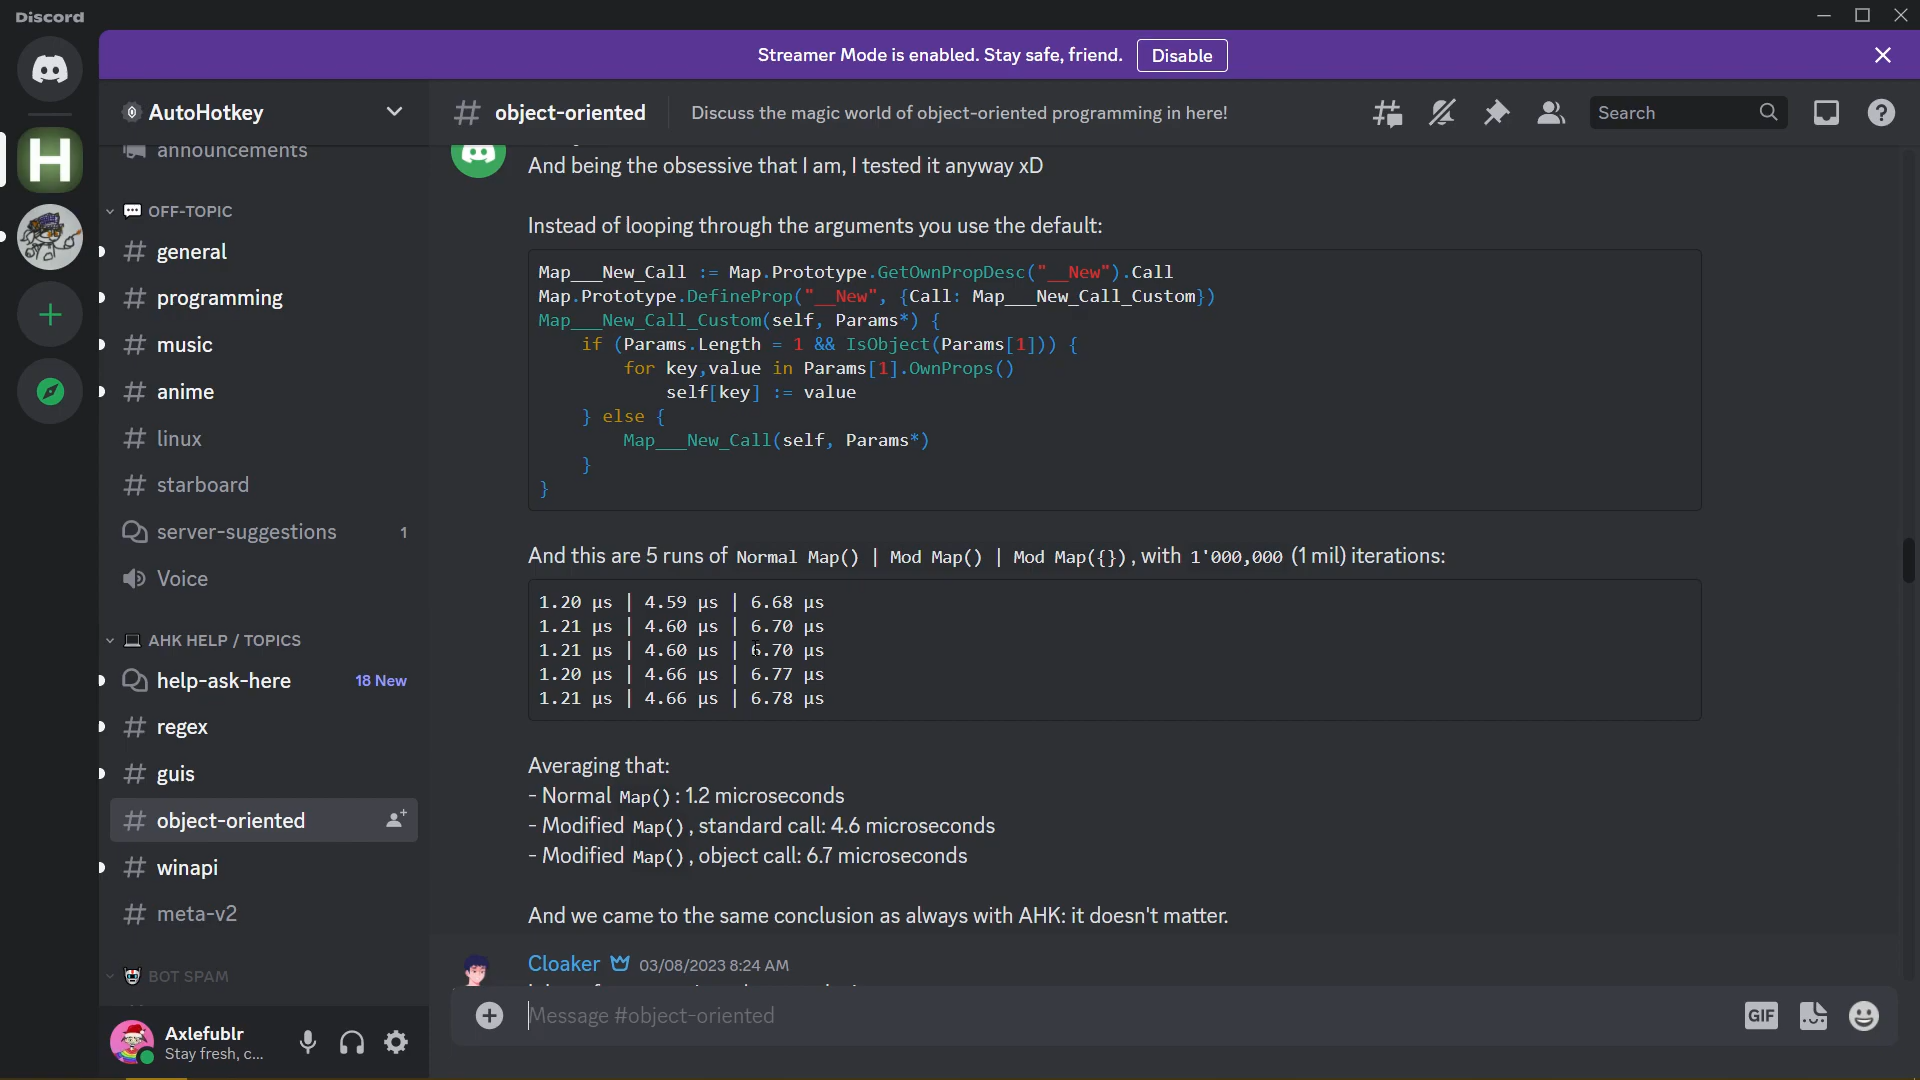 Discord
Streamer Mode is enabled. Stay safe, friend.
Disable
AutoHotkey
announcements
OFF-TOPIC
general
programming
music
anime
linux
starboard
server-suggestions 1
Voice
AHK HELP / TOPICS
help-ask-here 18 New
regex
guis
object-oriented
winapi
meta-v2
BOT SPAM
Axlefublr
Stay fresh, c...
# object-oriented
Discuss the magic world of object-oriented programming in here!
Search
And being the obsessive that I am, I tested it anyway xD
Instead of looping through the arguments you use the default:
Map___New_Call := Map.Prototype.GetOwnPropDesc("__New").Call
Map.Prototype.DefineProp("__New", {Call: Map___New_Call_Custom})
Map___New_Call_Custom(self, Params*) {
    if (Params.Length = 1 && IsObject(Params[1])) {
        for key,value in Params[1].OwnProps()
            self[key] := value
    } else {
        Map___New_Call(self, Params*)
    }
}
And this are 5 runs of Normal Map() | Mod Map() | Mod Map({}), with 1'000,000 (1 mil) iterations:
1.20 µs | 4.59 µs | 6.68 µs
1.21 µs | 4.60 µs | 6.70 µs
1.21 µs | 4.60 µs | 6.70 µs
1.20 µs | 4.66 µs | 6.77 µs
1.21 µs | 4.66 µs | 6.78 µs
Averaging that:
- Normal Map(): 1.2 microseconds
- Modified Map(), standard call: 4.6 microseconds
- Modified Map(), object call: 6.7 microseconds
And we came to the same conclusion as always with AHK: it doesn't matter.
Cloaker 03/08/2023 8:24 AM
Message #object-oriented
GIF